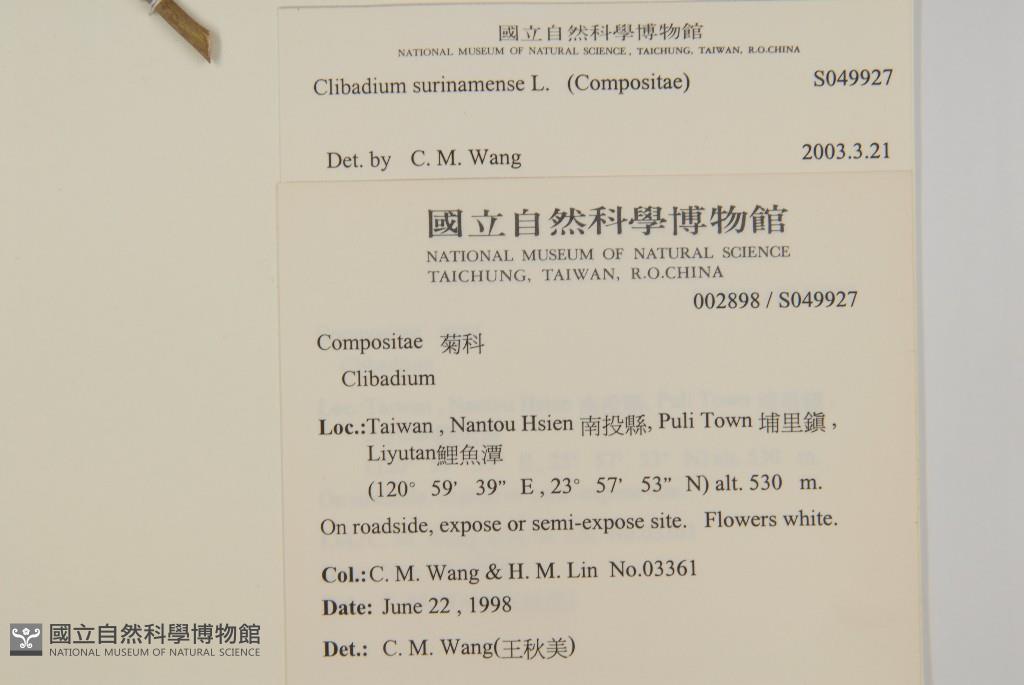 國立自然科學博物館
NATIONAL MUSEUM OF NATURAL SCIENCE, TAICHUNG, TAIWAN, R.O.CHINA
Clibadium surinamense L. (Compositae) S049927
Det. by C. M. Wang 2003.3.21
國立自然科學博物館
NATIONAL MUSEUM OF NATURAL SCIENCE
TAICHUNG, TAIWAN, R.O.CHINA
002898 / S049927
Compositae 菊科
Clibadium
Loc.:Taiwan , Nantou Hsien 南投縣, Puli Town 埔里鎮 ,
Liyutan鯉魚潭
(120° 59’ 39” E , 23° 57’ 53” N) alt. 530 m.
On roadside, expose or semi-expose site. Flowers white.
Col.:C. M. Wang & H. M. Lin No.03361
Date: June 22 , 1998
Det.: C. M. Wang(王秋美)
國立自然科學博物館
NATIONAL MUSEUM OF NATURAL SCIENCE